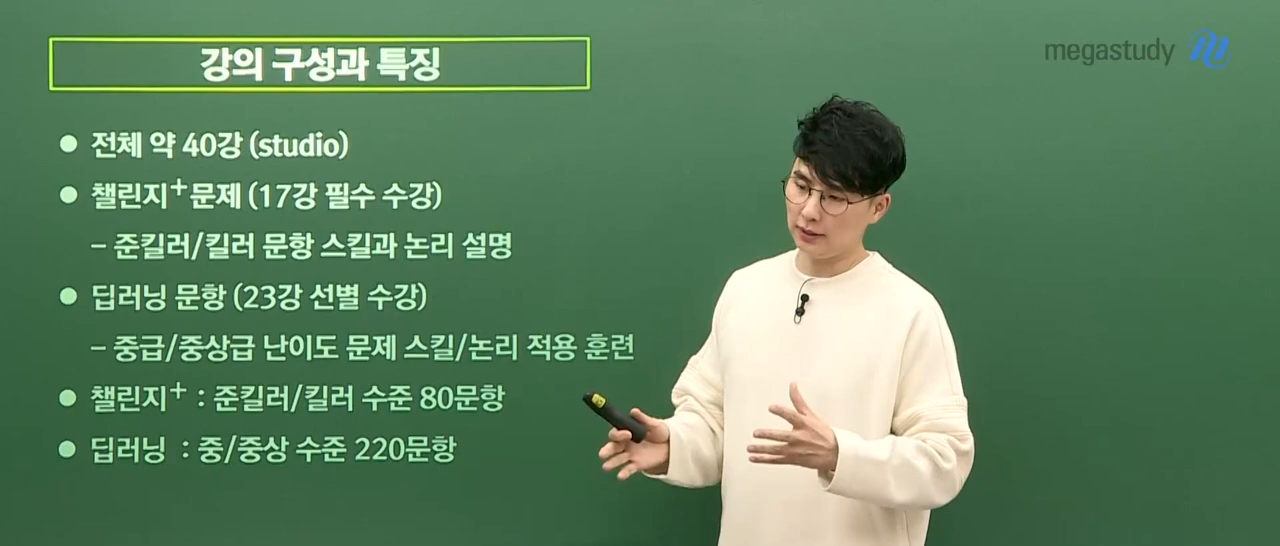 강의 구성과 특징
megastudy
● 전체 약 40강 (studio)
● 챌린지⁺문제 (17강 필수 수강)
– 준킬러/킬러 문항 스킬과 논리 설명
● 딥러닝 문항 (23강 선별 수강)
– 중급/중상급 난이도 문제 스킬/논리 적용 훈련
● 챌린지⁺ : 준킬러/킬러 수준 80문항
● 딥러닝 : 중/중상 수준 220문항